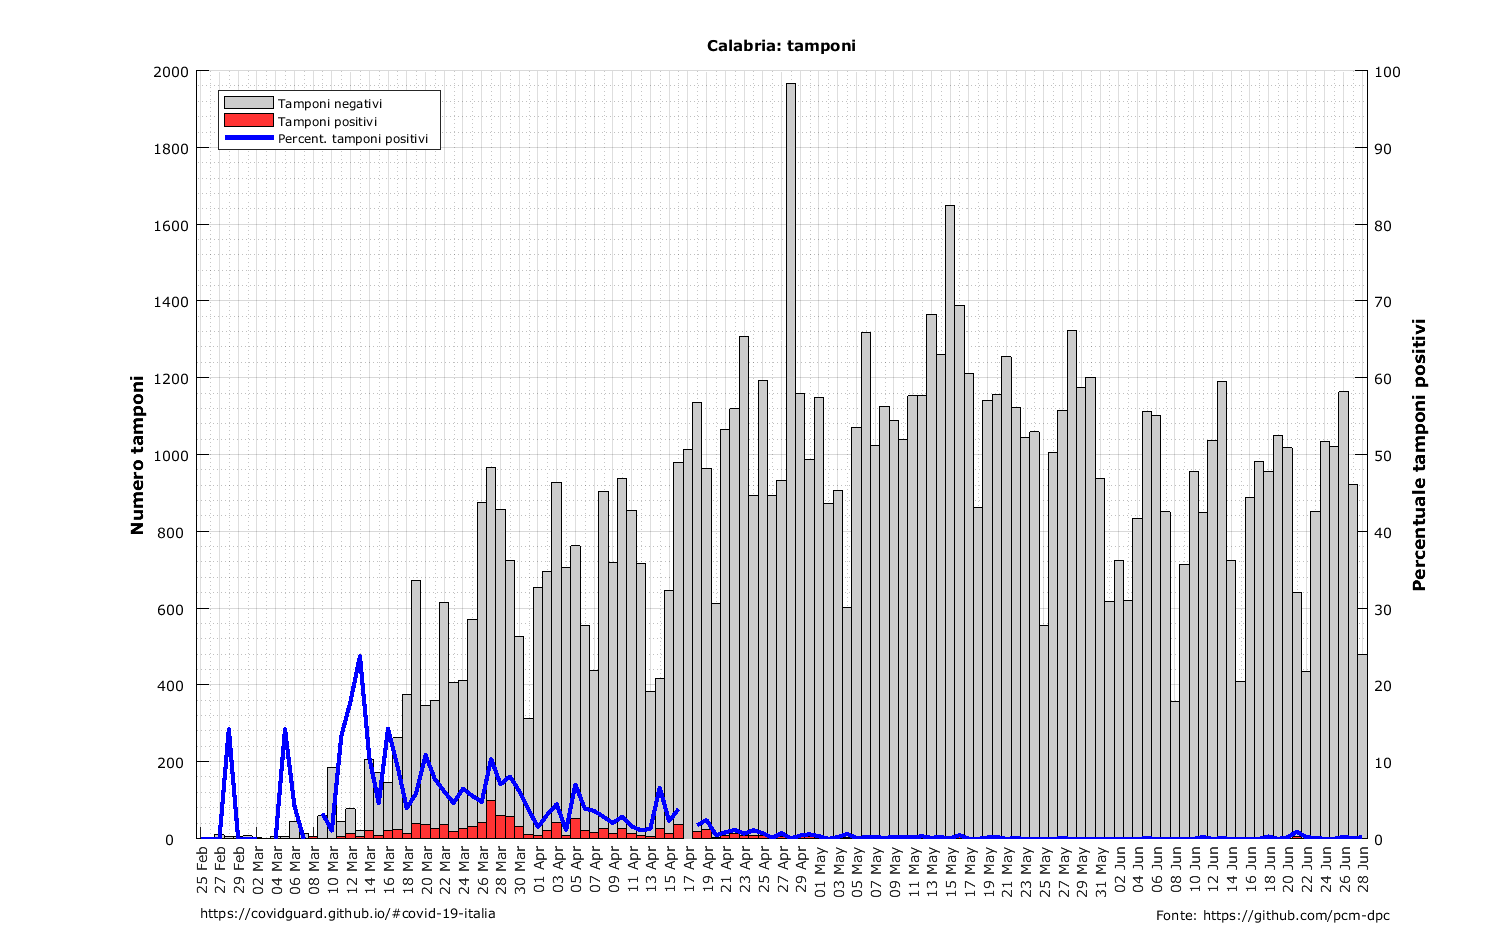 Calabria: tamponi
2000
1800
1600
1400
1200
1000
800
600
400
200
0
100
90
80
70
60
50
40
30
20
10
0
Tamponi negativi
Tamponi positivi
Percent. tamponi positivi
Numero tamponi
Percentuale tamponi positivi
25 Feb
27 Feb
29 Feb
02 Mar
04 Mar
06 Mar
08 Mar
10 Mar
12 Mar
14 Mar
16 Mar
18 Mar
20 Mar
22 Mar
24 Mar
26 Mar
28 Mar
30 Mar
01 Apr
03 Apr
05 Apr
07 Apr
09 Apr
11 Apr
13 Apr
15 Apr
17 Apr
19 Apr
21 Apr
23 Apr
25 Apr
27 Apr
29 Apr
01 May
03 May
05 May
07 May
09 May
11 May
13 May
15 May
17 May
19 May
21 May
23 May
25 May
27 May
29 May
31 May
02 Jun
04 Jun
06 Jun
08 Jun
10 Jun
12 Jun
14 Jun
16 Jun
18 Jun
20 Jun
22 Jun
24 Jun
26 Jun
28 Jun
https://covidguard.github.io/#covid-19-italia
Fonte: https://github.com/pcm-dpc